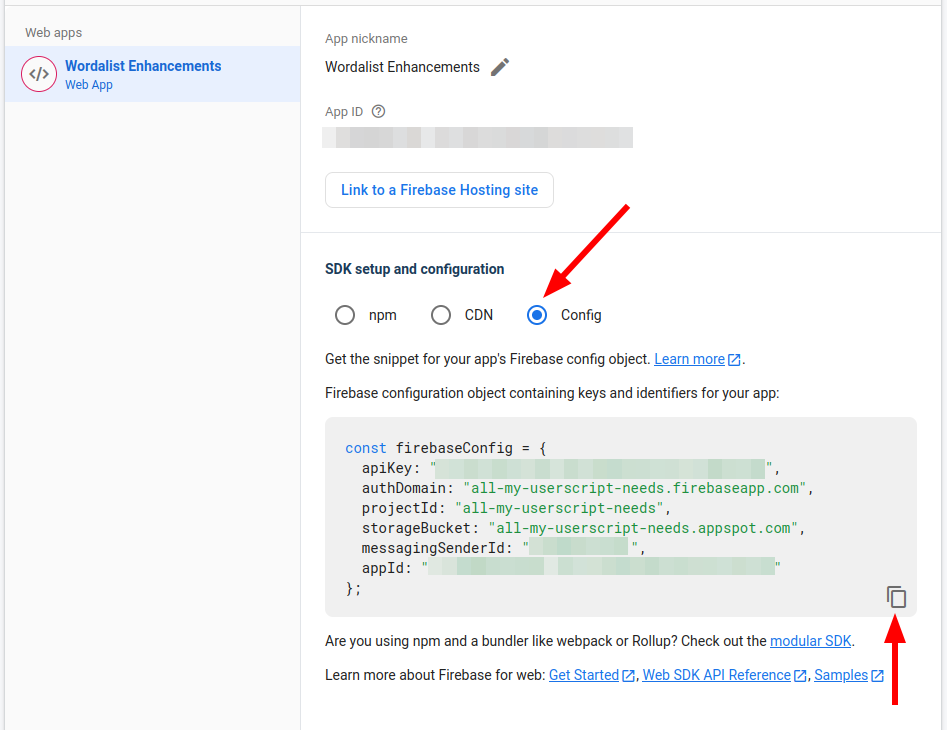 Web apps
</>
Wordalist Enhancements
Web App
App nickname
Wordalist Enhancements
App ID ?
Link to a Firebase Hosting site
SDK setup and configuration
npm CDN Config
Get the snippet for your app's Firebase config object. Learn more.
Firebase configuration object containing keys and identifiers for your app:
const firebaseConfig = {
apiKey: "",
authDomain: "all-my-userscript-needs.firebaseapp.com",
projectId: "all-my-userscript-needs",
storageBucket: "all-my-userscript-needs.appspot.com",
messagingSenderId: "",
appId: ""
};
Are you using npm and a bundler like webpack or Rollup? Check out the modular SDK.
Learn more about Firebase for web: Get Started, Web SDK API Reference, Samples